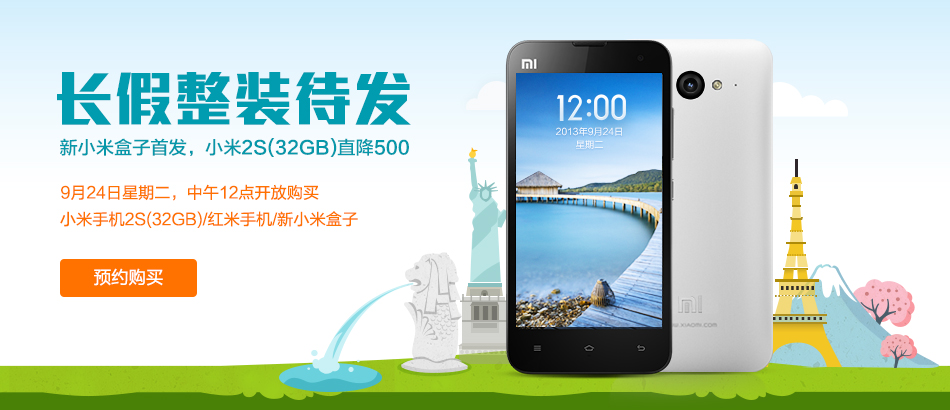 长假整装待发
新小米盒子首发，小米2S(32GB)直降500
9月24日星期二，中午12点开放购买
小米手机2S(32GB)/红米手机/新小米盒子
预约购买
mi
12:00
2013年9月24日
星期二
mi
WWW.XIAOMI.COM